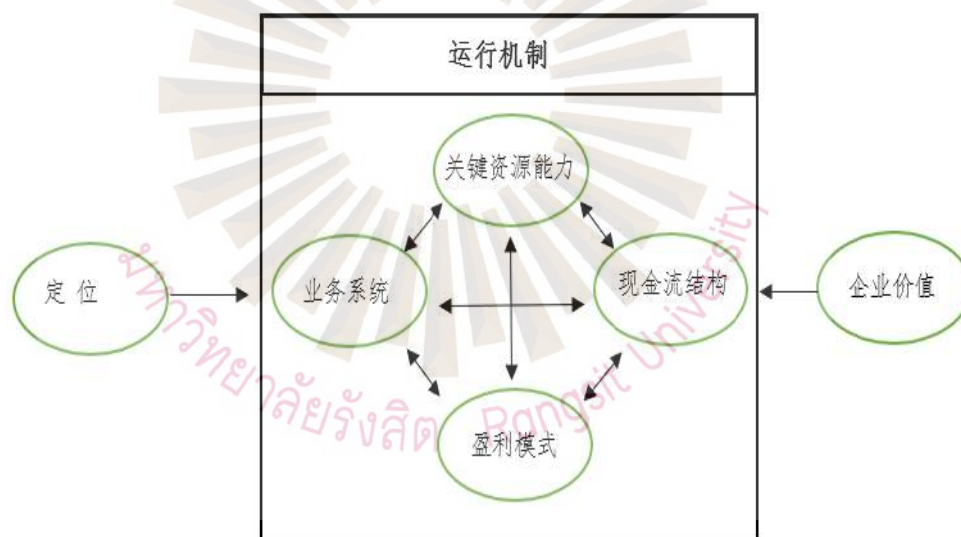 运行机制
关键资源能力
定 位
业务系统
现金流结构
企业价值
盈利模式
มหาวิทยาลัยรังสิต Rangsit University